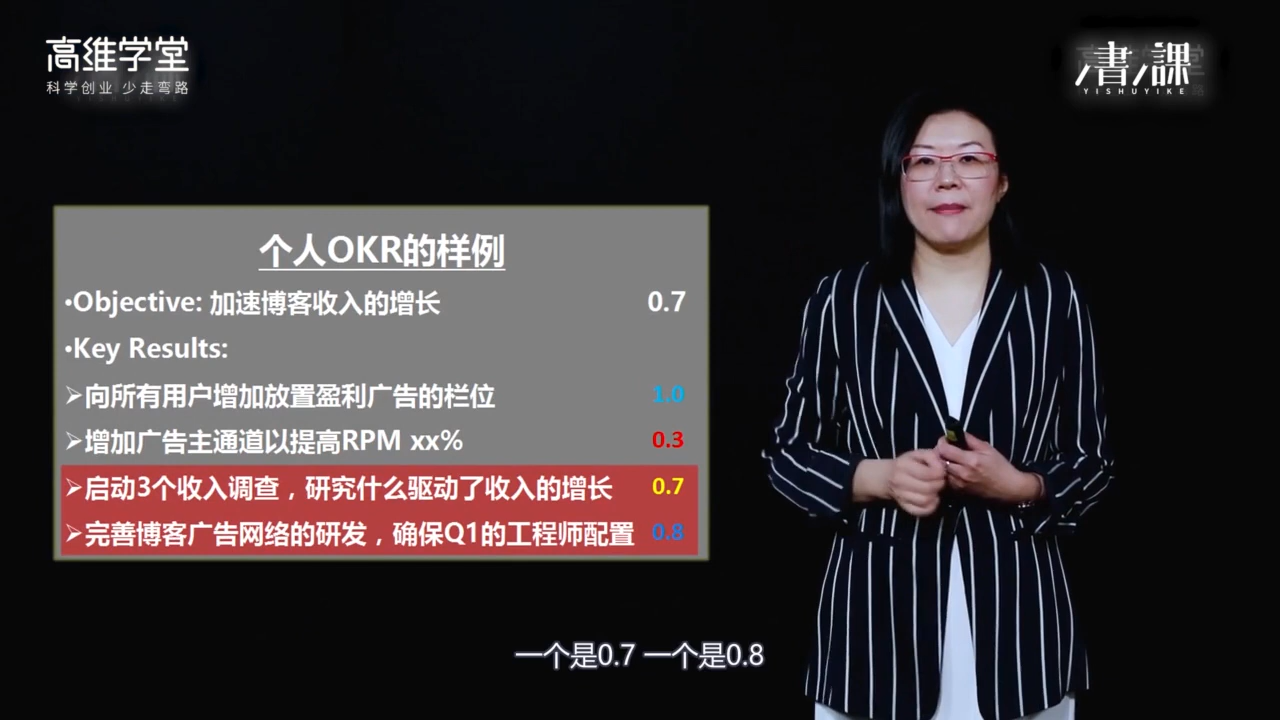 高维学堂
科学创业 少走弯路
書課
YISHUYIKE
个人OKR的样例
•Objective: 加速博客收入的增长 0.7
•Key Results:
➢向所有用户增加放置盈利广告的栏位 1.0
➢增加广告主通道以提高RPM xx% 0.3
➢启动3个收入调查，研究什么驱动了收入的增长 0.7
➢完善博客广告网络的研发，确保Q1的工程师配置 0.8
一个是0.7 一个是0.8